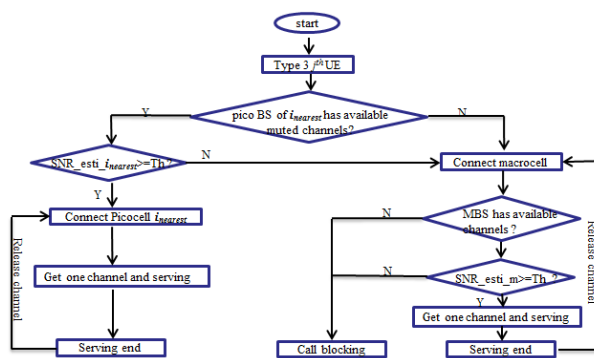 start
Type 3 jth UE
pico BS of i_nearest has available
muted channels?
Y
N
SNR_esti_i_nearest>=Th ?
N
Connect macrocell
Y
Connect Picocell i_nearest
N
MBS has available
channels ?
Release channel
Release channel
Get one channel and serving
N
SNR_esti_m>=Th ?
Y
Get one channel and serving
Serving end
Call blocking
Serving end